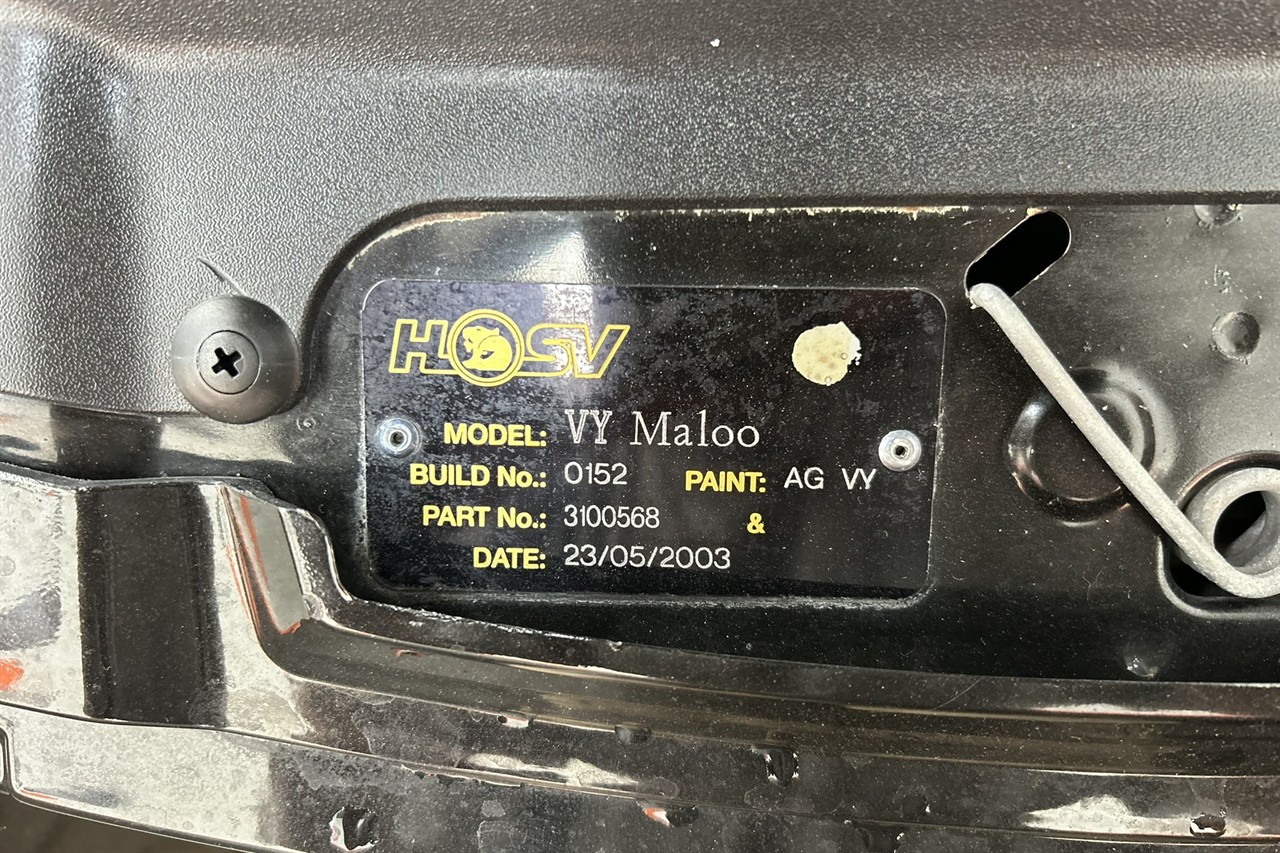 HSV
MODEL: VY Maloo
BUILD No.: 0152 PAINT: AG VY
PART No.: 3100568 &
DATE: 23/05/2003